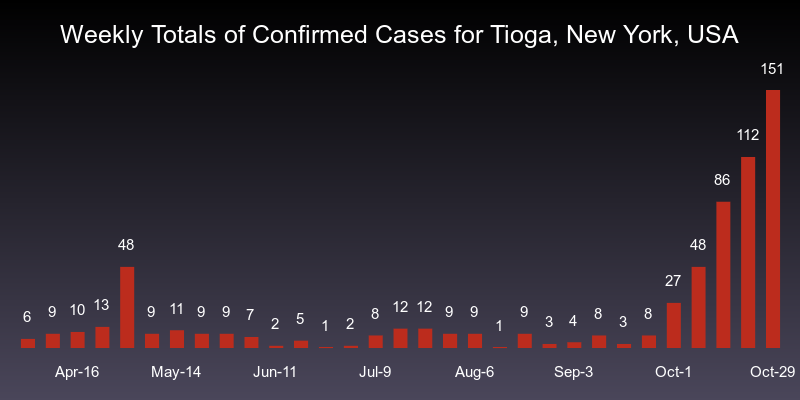 Weekly Totals of Confirmed Cases for Tioga, New York, USA
6 9 10 13 48 9 11 9 9 7 2 5 1 2 8 12 12 9 9 1 9 3 4 8 3 8 27 48 86 112 151
Apr-16 May-14 Jun-11 Jul-9 Aug-6 Sep-3 Oct-1 Oct-29